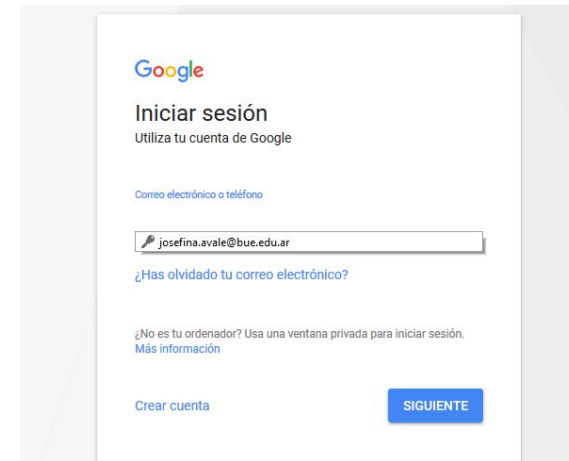 Google
Iniciar sesión
Utiliza tu cuenta de Google
Correo electrónico o teléfono
josefina.avale@bue.edu.ar
¿Has olvidado tu correo electrónico?
¿No es tu ordenador? Usa una ventana privada para iniciar sesión.
Más información
Crear cuenta
SIGUIENTE